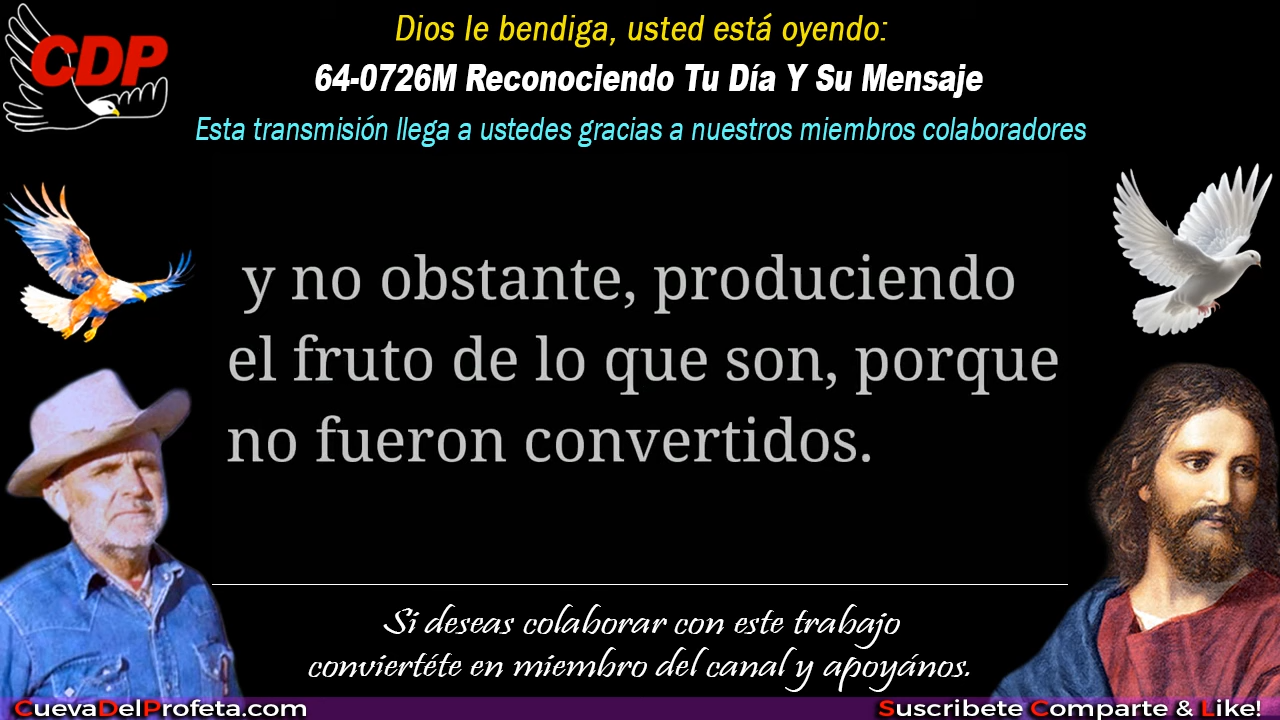 CDP
Dios le bendiga, usted está oyendo:
64-0726M Reconociendo Tu Día Y Su Mensaje
Esta transmisión llega a ustedes gracias a nuestros miembros colaboradores
y no obstante, produciendo
el fruto de lo que son, porque
no fueron convertidos.
Si deseas colaborar con este trabajo
conviertéte en miembro del canal y apoyános.
CuevaDelProfeta.com
Suscribete Comparte & Like!